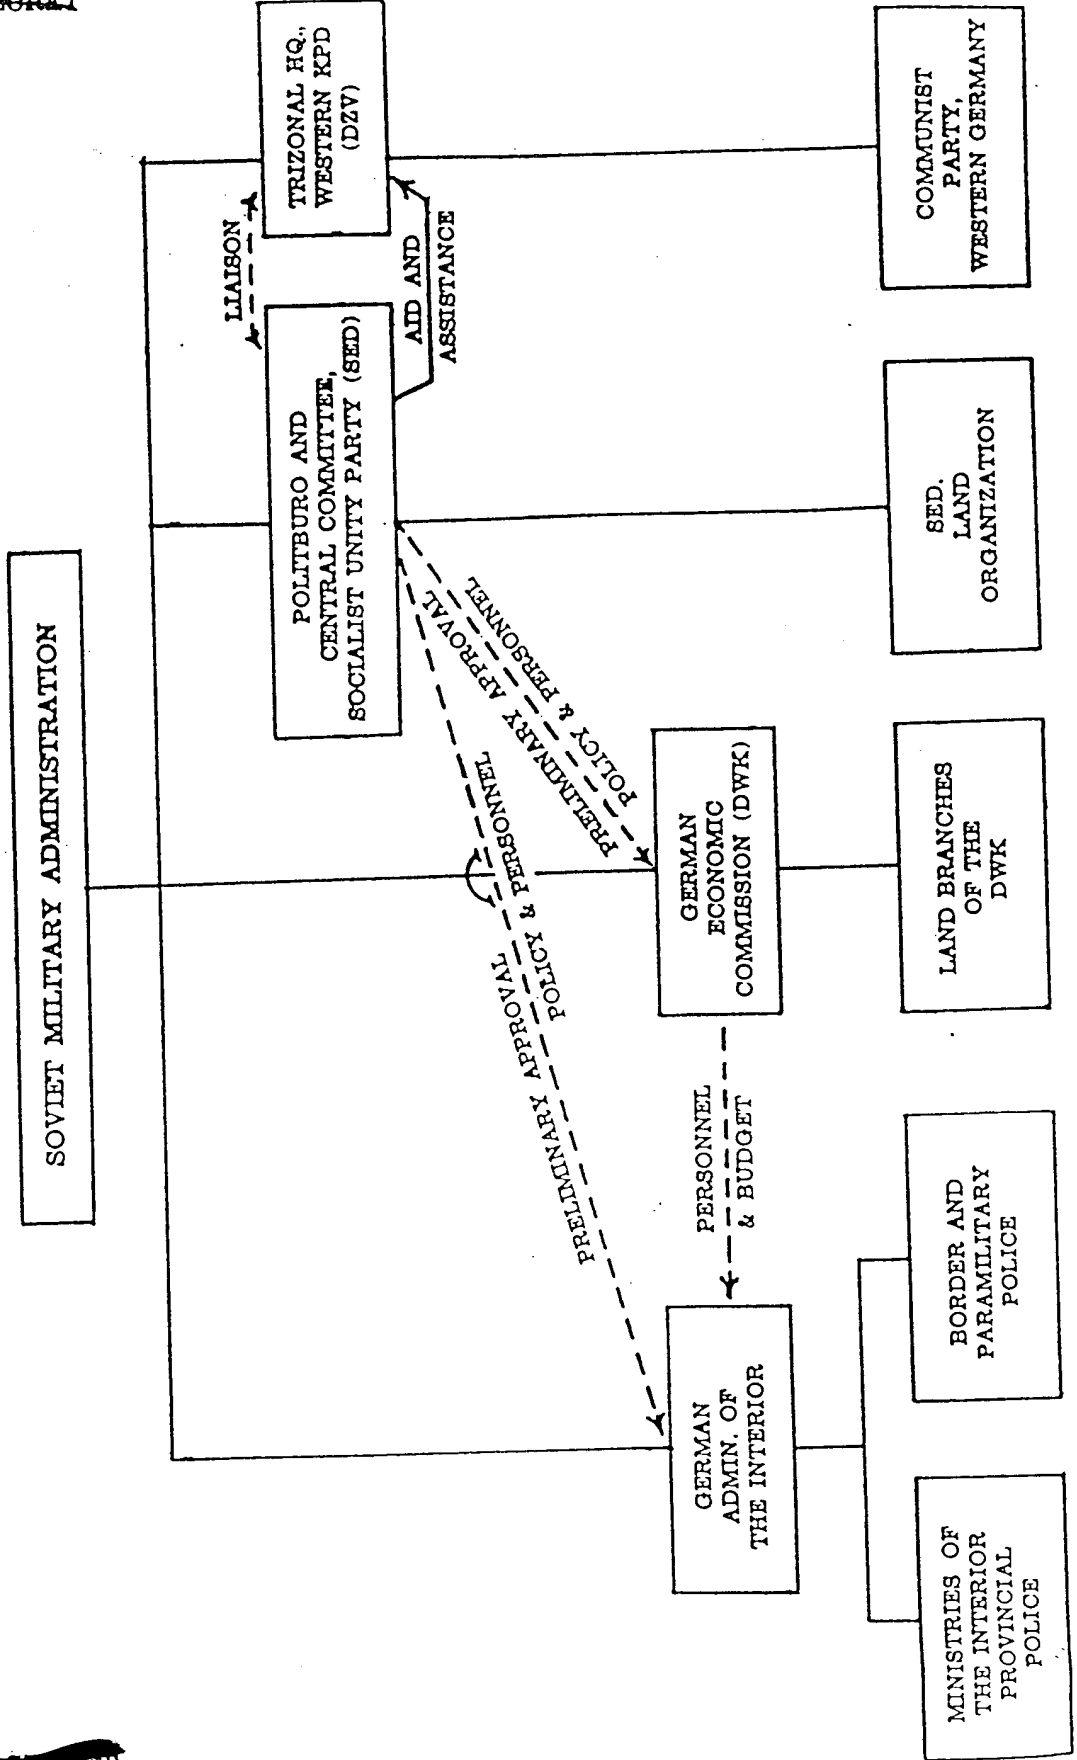 SOVIET MILITARY ADMINISTRATION
LIAISON
POLITBURO AND
CENTRAL COMMITTEE,
SOCIALIST UNITY PARTY (SED)
TRIZONAL HQ.,
WESTERN KPD
(DZV)
AID AND
ASSISTANCE
PRELIMINARY APPROVAL
POLICY & PERSONNEL
PRELIMINARY APPROVAL
POLICY & PERSONNEL
GERMAN
ADMIN. OF
THE INTERIOR
PERSONNEL
& BUDGET
GERMAN
ECONOMIC
COMMISSION (DWK)
MINISTRIES OF
THE INTERIOR
PROVINCIAL
POLICE
BORDER AND
PARAMILITARY
POLICE
LAND BRANCHES
OF THE
DWK
SED.
LAND
ORGANIZATION
COMMUNIST
PARTY,
WESTERN GERMANY